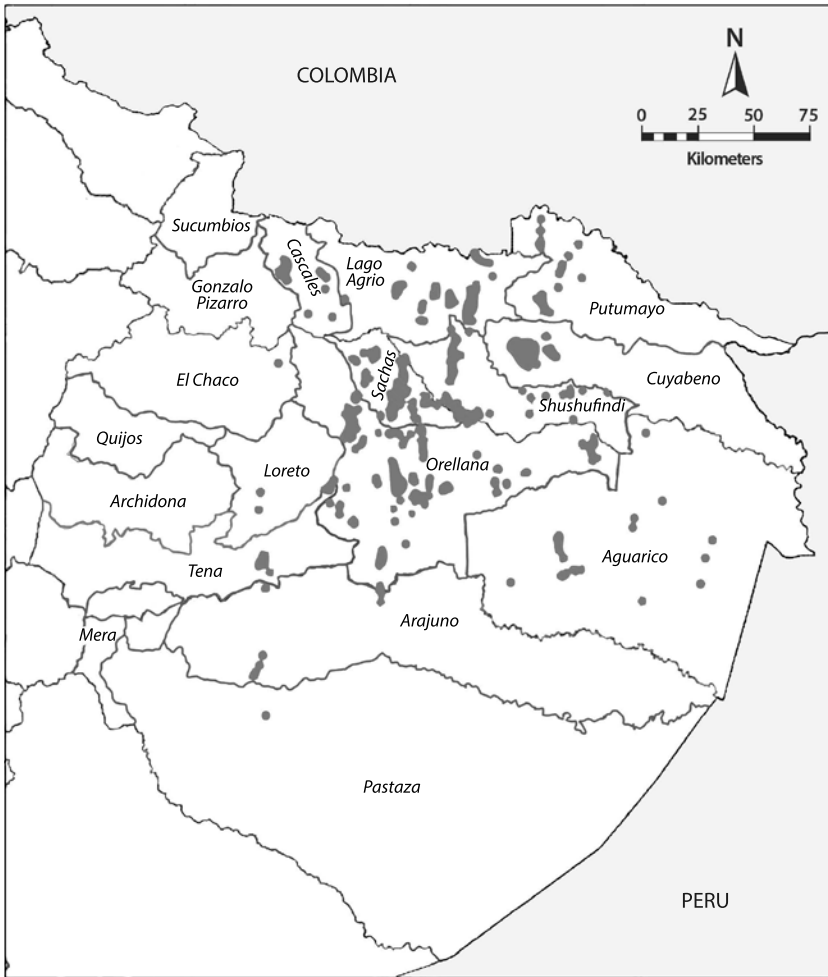 COLOMBIA
N
0 25 50 75
Kilometers
Sucumbios
Cascales
Lago
Agrio
Gonzalo
Pizarro
Putumayo
Sachas
El Chaco
Cuyabeno
Shushufindi
Quijos
Loreto
Orellana
Archidona
Aguarico
Tena
Arajuno
Mera
Pastaza
PERU